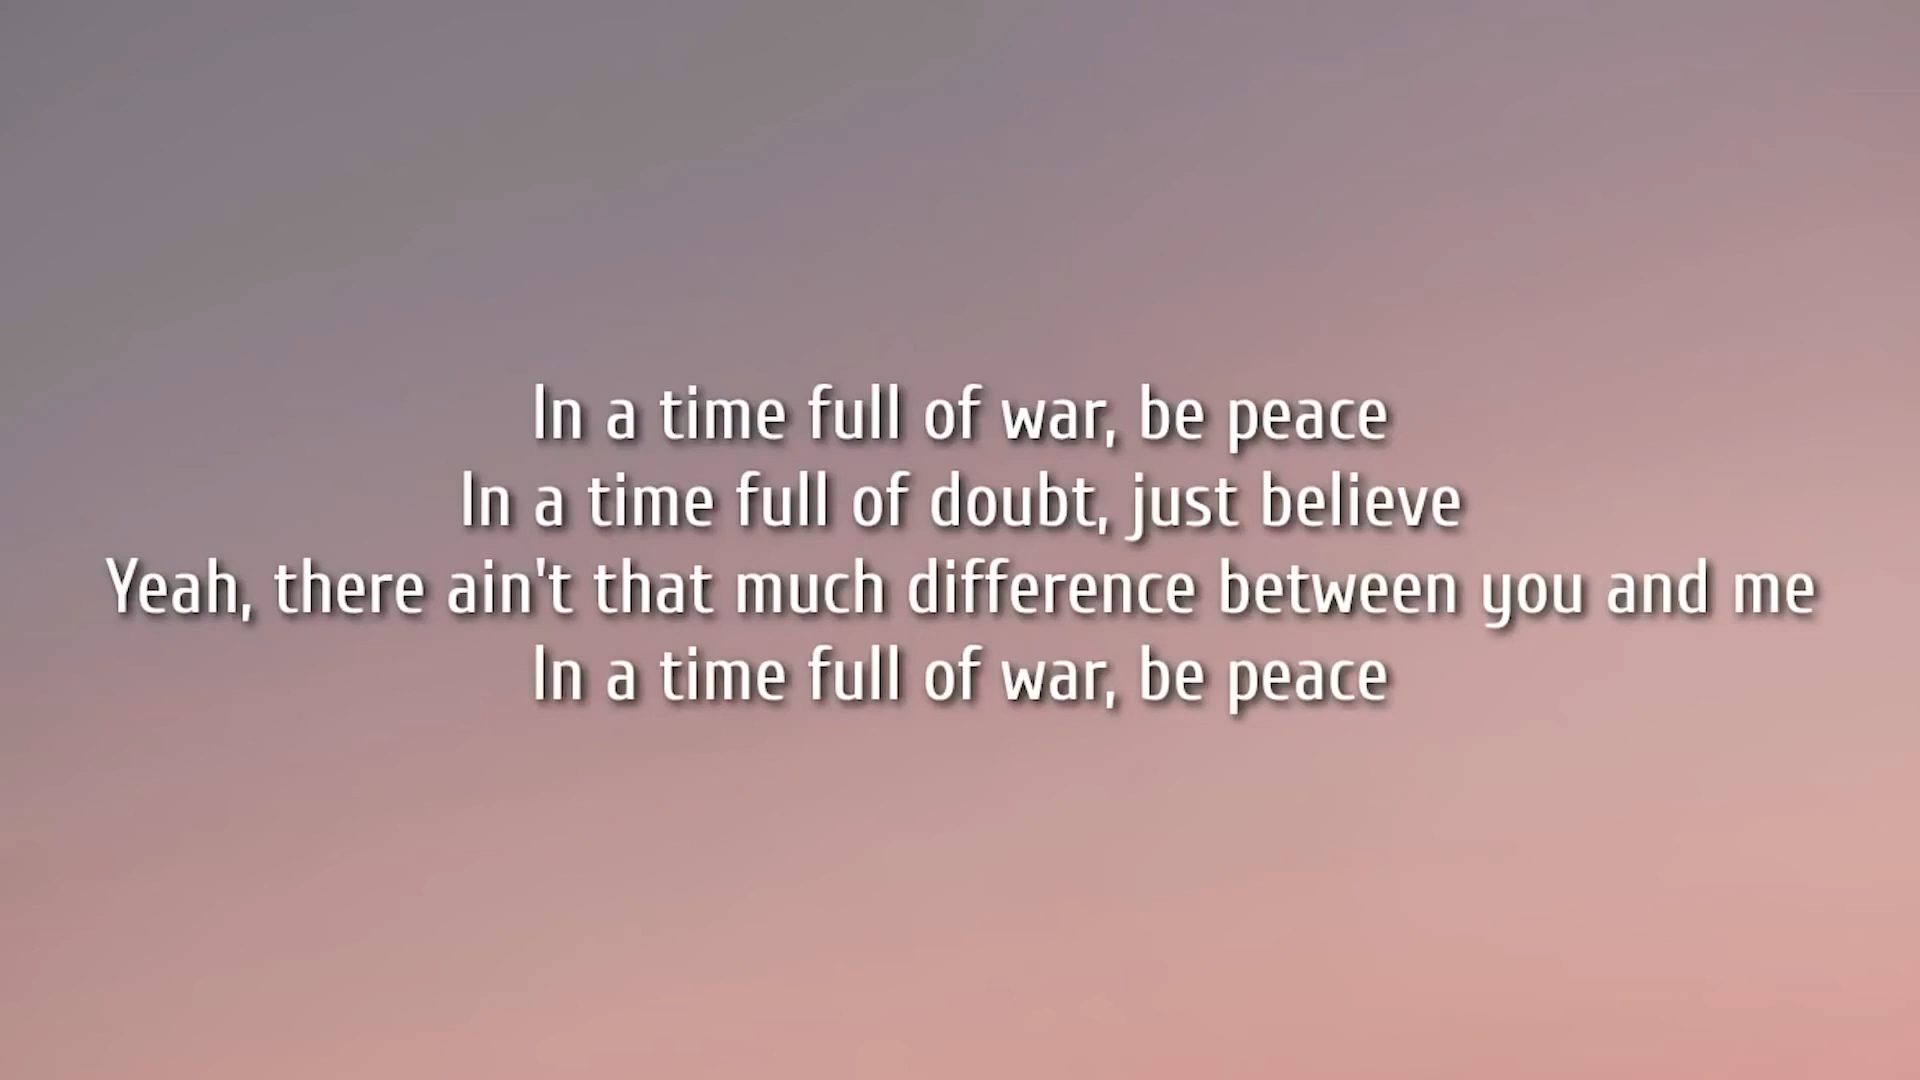 In a time full of war, be peace
In a time full of doubt, just believe
Yeah, there ain't that much difference between you and me
In a time full of war, be peace